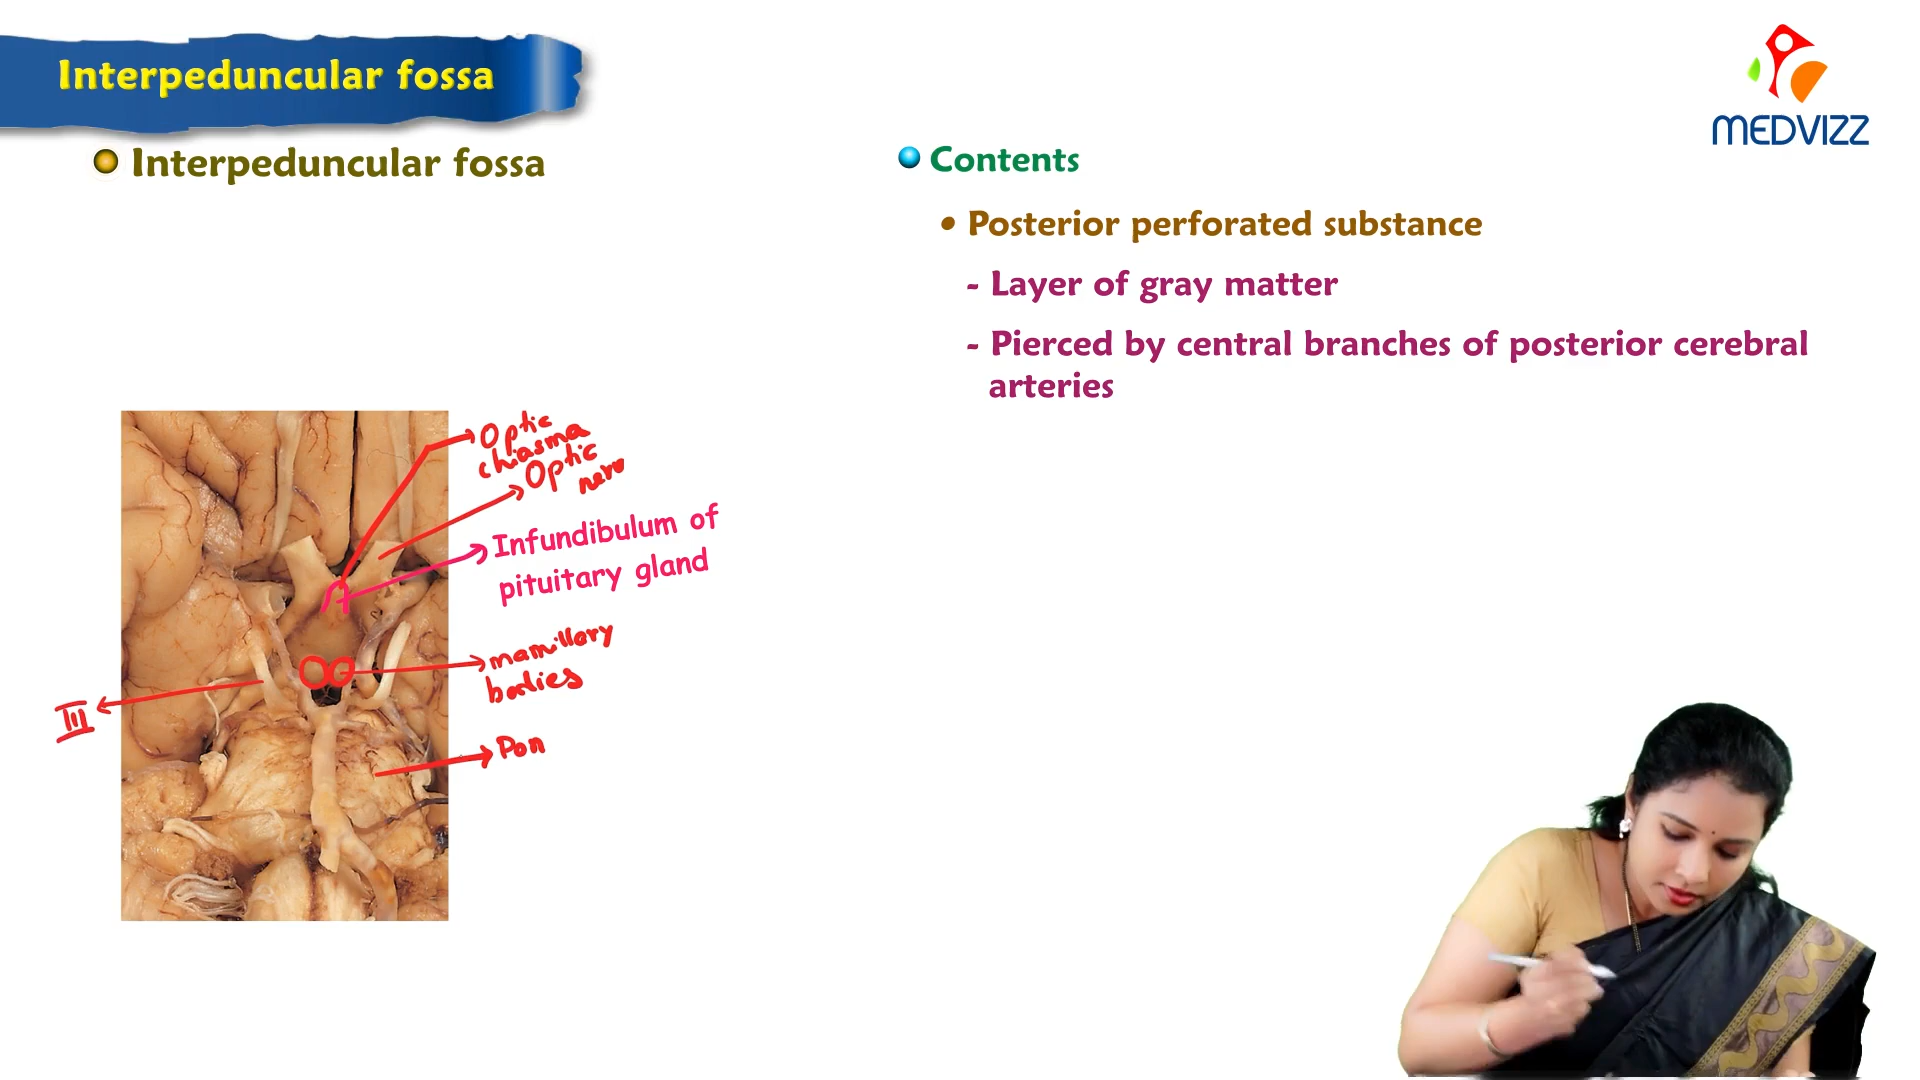 Interpeduncular fossa
MEDVIZZ
Interpeduncular fossa
Contents
• Posterior perforated substance
- Layer of gray matter
- Pierced by central branches of posterior cerebral
arteries
Optic
chiasma
Optic
nerv
Infundibulum of
pituitary gland
mamillary
bodies
III
Pon